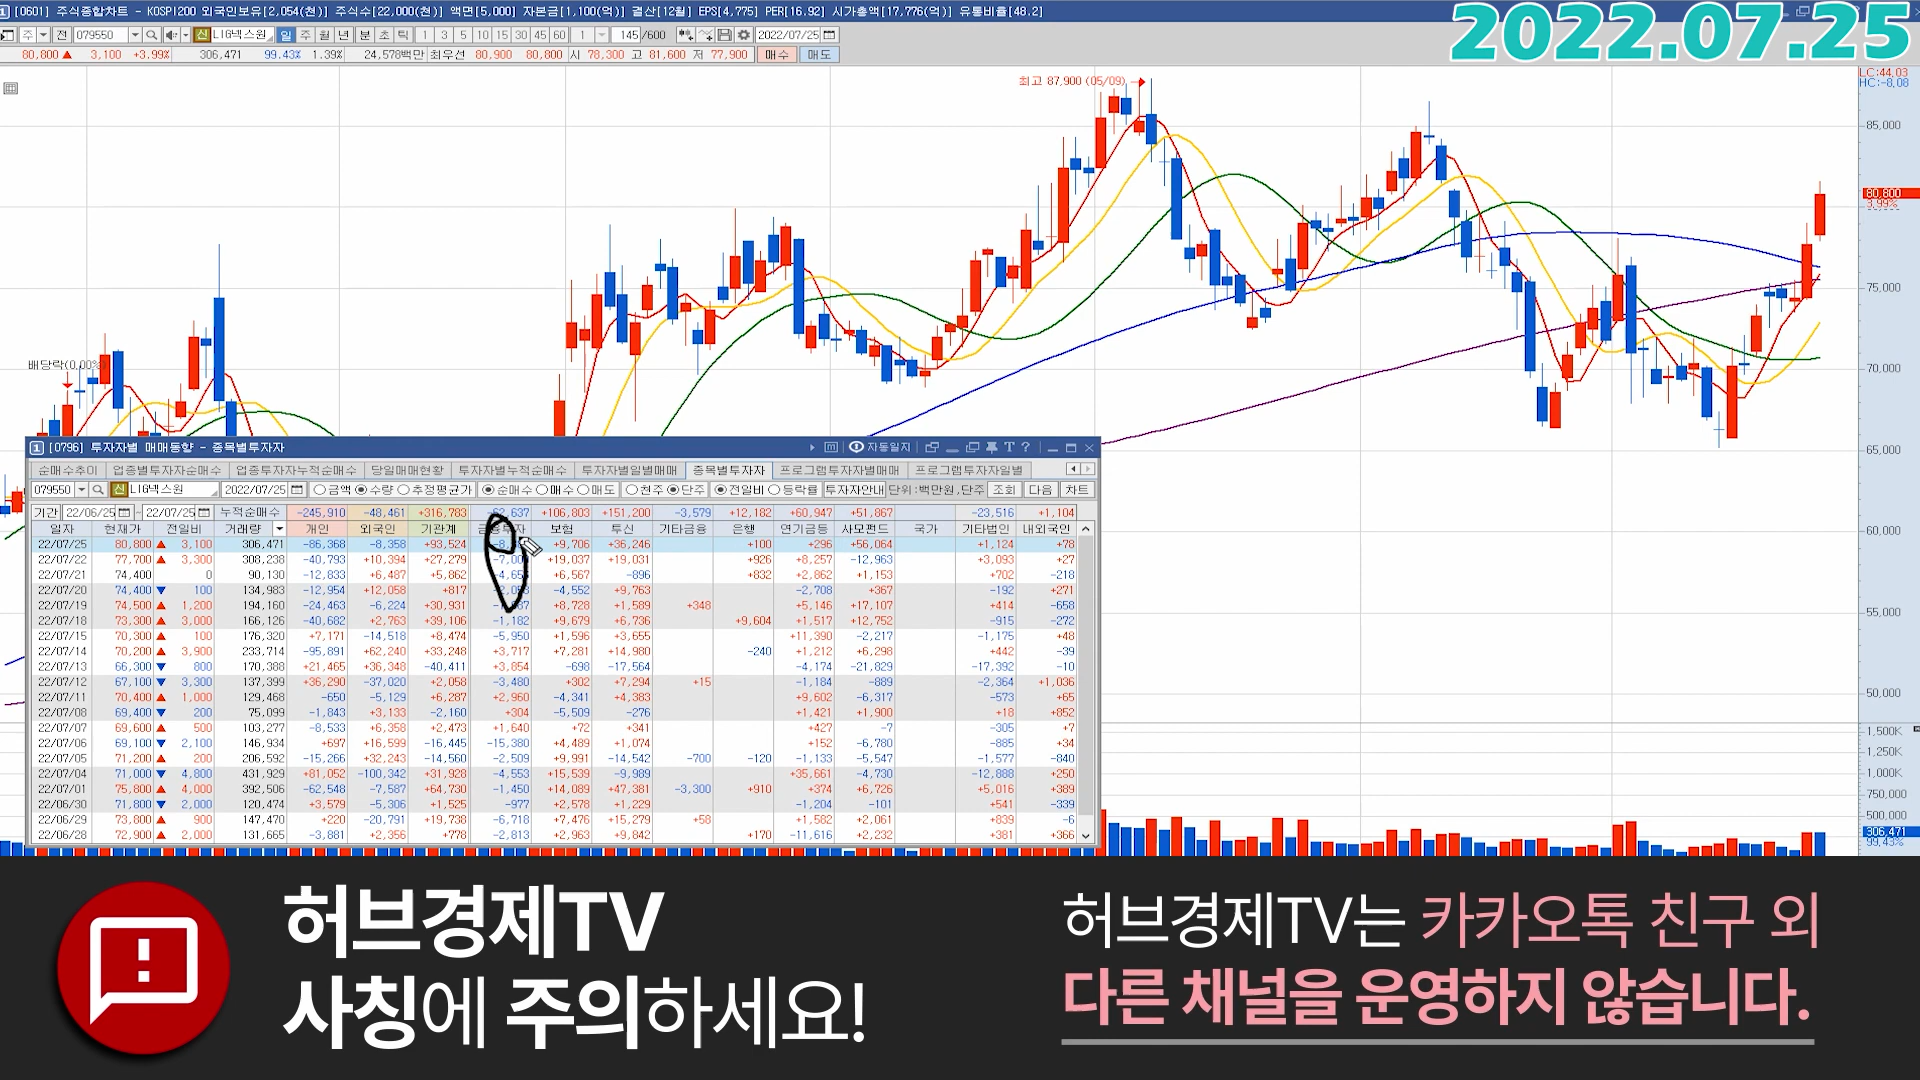 [0601] 주식종합차트 - KOSPI200 외국인보유[2,054(천)] 주식수[22,000(천)] 액면[5,000] 자본금[1,100(억)] 결산[12월] EPS[4,775] PER[16.92] 시가총액[17,776(억)] 유통비율[48.2]
2022.07.25
주 전 079550 신 LIG넥스원 일 주 월 년 분 초 틱 1 3 5 10 15 30 45 60 1 145 /600 2022/07/25
80,800 ▲ 3,100 +3.99% 306,471 99.43% 1.39% 24,578백만 최우선 80,900 80,800 시 78,300 고 81,600 저 77,900 매수 매도
LC:44.03
HC:-8.08
최고 87,900 (05/09)
85,000
80,800
3.99%
75,000
배당락(0.00%)
70,000
65,000
60,000
55,000
50,000
1,500K
1,250K
1,000K
750,000
500,000
306,471
99.43%
1 [0796] 투자자별 매매동향 - 종목별투자자 자동일지
순매수추이 업종별투자자순매수 업종투자자누적순매수 당일매매현황 투자자별누적순매수 투자자별일별매매 종목별투자자 프로그램투자자별매매 프로그램투자자일별
079550 신 LIG넥스원 2022/07/25 금액 수량 추정평균가 순매수 매수 매도 천주 단주 전일비 등락률 투자자안내 단위:백만원,단주 조회 다음 차트
기간 22/06/25 - 22/07/25 누적순매수 -245,910 -48,461 +316,783 +106,803 +151,200 -3,579 +12,182 +60,947 +51,867 -23,516 +1,104
일자 현재가 전일비 거래량 개인 외국인 기관계 보험 투신 기타금융 은행 연기금등 사모펀드 국가 기타법인 내외국인
22/07/25 80,800 ▲ 3,100 306,471 -86,368 -8,358 +93,524 +9,706 +36,246 +100 +296 +56,064 +1,124 +78
22/07/22 77,700 ▲ 3,300 308,238 -40,793 +10,394 +27,279 +19,037 +19,031 +926 +8,257 -12,963 +3,093 +27
22/07/21 74,400 0 90,130 -12,833 +6,487 +5,862 +6,567 -896 +832 +2,862 +1,153 +702 -218
22/07/20 74,400 ▼ 100 134,983 -12,954 +12,058 +817 -4,552 +9,763 -2,708 +367 -192 +271
22/07/19 74,500 ▲ 1,200 194,160 -24,463 -6,224 +30,931 +8,728 +1,589 +348 +5,146 +17,107 +414 -658
22/07/18 73,300 ▲ 3,000 166,126 -40,682 +2,763 +39,106 -1,182 +9,679 +6,736 +9,604 +1,517 +12,752 -915 -272
22/07/15 70,300 ▲ 100 176,320 +7,171 -14,518 +8,474 -5,950 +1,596 +3,655 +11,390 -2,217 -1,175 +48
22/07/14 70,200 ▲ 3,900 233,714 -95,891 +62,240 +33,248 +3,717 +7,281 +14,980 -240 +1,212 +6,298 +442 -39
22/07/13 66,300 ▼ 800 170,388 +21,465 +36,348 -40,411 +3,854 -698 -17,564 -4,174 -21,829 -17,392 -10
22/07/12 67,100 ▼ 3,300 137,399 +36,290 -37,020 +2,058 -3,480 +302 +7,294 +15 -1,184 -889 -2,364 +1,036
22/07/11 70,400 ▲ 1,000 129,468 -650 -5,129 +6,287 +2,960 -4,341 +4,383 +9,602 -6,317 -573 +65
22/07/08 69,400 ▼ 200 75,099 -1,843 +3,133 -2,160 +304 -5,509 -276 +1,421 +1,900 +18 +852
22/07/07 69,600 ▲ 500 103,277 -8,533 +6,358 +2,473 +1,640 +72 +341 +427 -7 -305 +7
22/07/06 69,100 ▼ 2,100 146,934 +697 +16,599 -16,445 -15,380 +4,489 +1,074 +152 -6,780 -885 +34
22/07/05 71,200 ▲ 200 206,592 -15,266 +32,243 -14,560 -2,509 +9,991 -14,542 -700 -120 -1,133 -5,547 -1,577 -840
22/07/04 71,000 ▼ 4,800 431,929 +81,052 -100,342 +31,928 -4,553 +15,539 -9,989 +35,661 -4,730 -12,888 +250
22/07/01 75,800 ▲ 4,000 392,506 -62,548 -7,587 +64,730 -1,450 +14,089 +47,381 -3,300 +910 +374 +6,726 +5,016 +389
22/06/30 71,800 ▼ 2,000 120,474 +3,579 -5,306 +1,525 -977 +2,578 +1,229 -1,204 -101 +541 -339
22/06/29 73,800 ▲ 900 147,470 +220 -20,791 +19,738 -6,718 +7,476 +15,279 +58 +1,582 +2,061 +839 -6
22/06/28 72,900 ▲ 2,000 131,665 -3,881 +2,356 +778 -2,813 +2,963 +9,842 +170 -11,616 +2,232 +381 +366
허브경제TV
사칭에 주의하세요!
허브경제TV는 카카오톡 친구 외
다른 채널을 운영하지 않습니다.